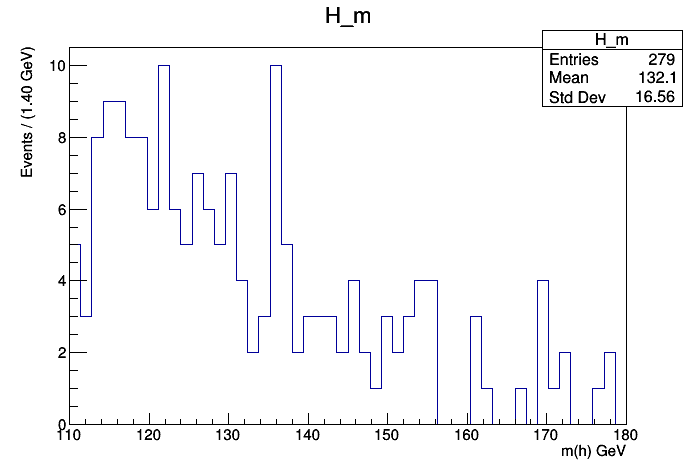 H_m
H_m
Entries 279
Mean 132.1
Std Dev 16.56
Events / (1.40 GeV)
10
8
6
4
2
0
110 120 130 140 150 160 170 180
m(h) GeV